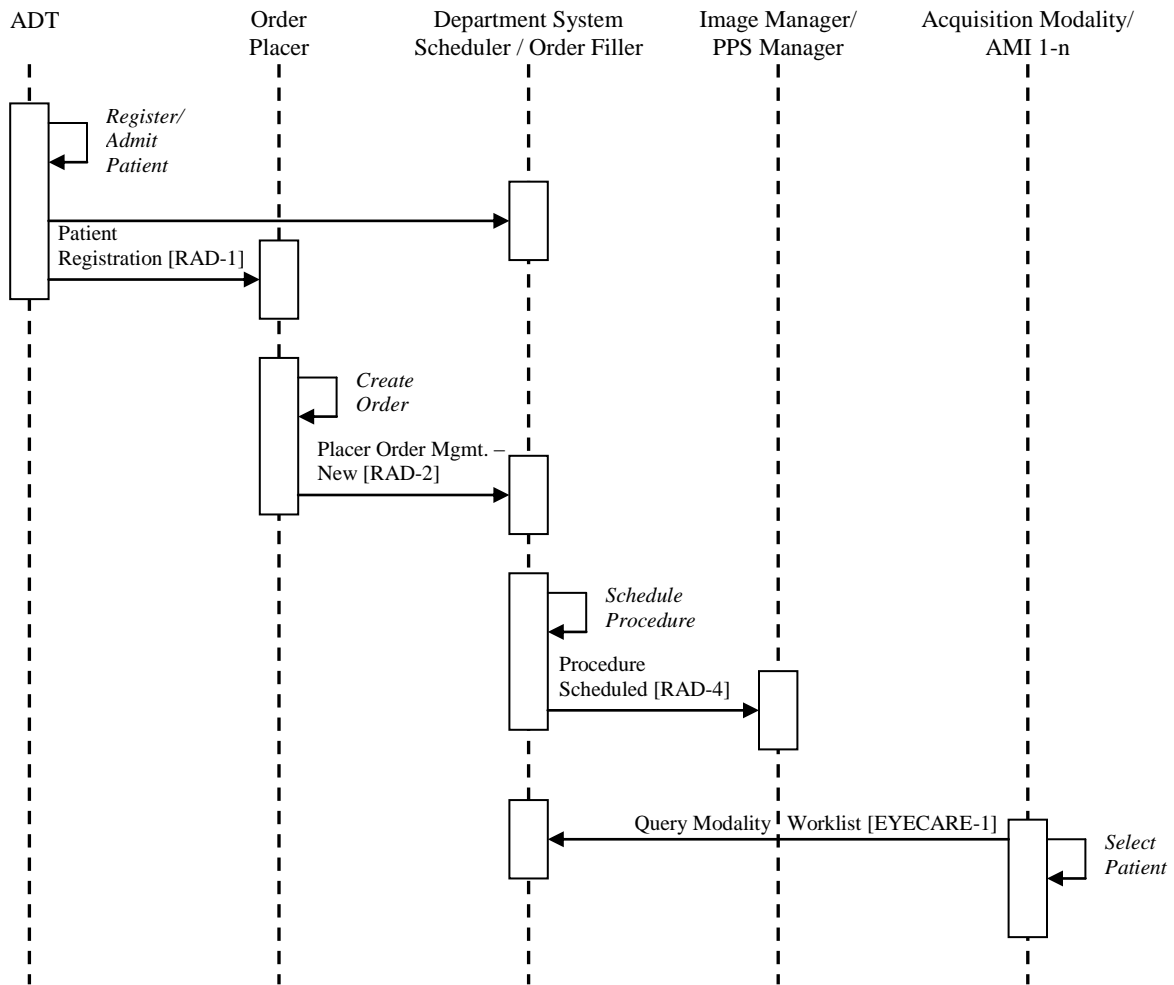 ADT
Order
Placer
Department System
Scheduler / Order Filler
Image Manager/
PPS Manager
Acquisition Modality/
AMI 1-n
Register/
Admit
Patient
Patient
Registration [RAD-1]
Create
Order
Placer Order Mgmt. –
New [RAD-2]
Schedule
Procedure
Procedure
Scheduled [RAD-4]
Query Modality Worklist [EYECARE-1]
Select
Patient